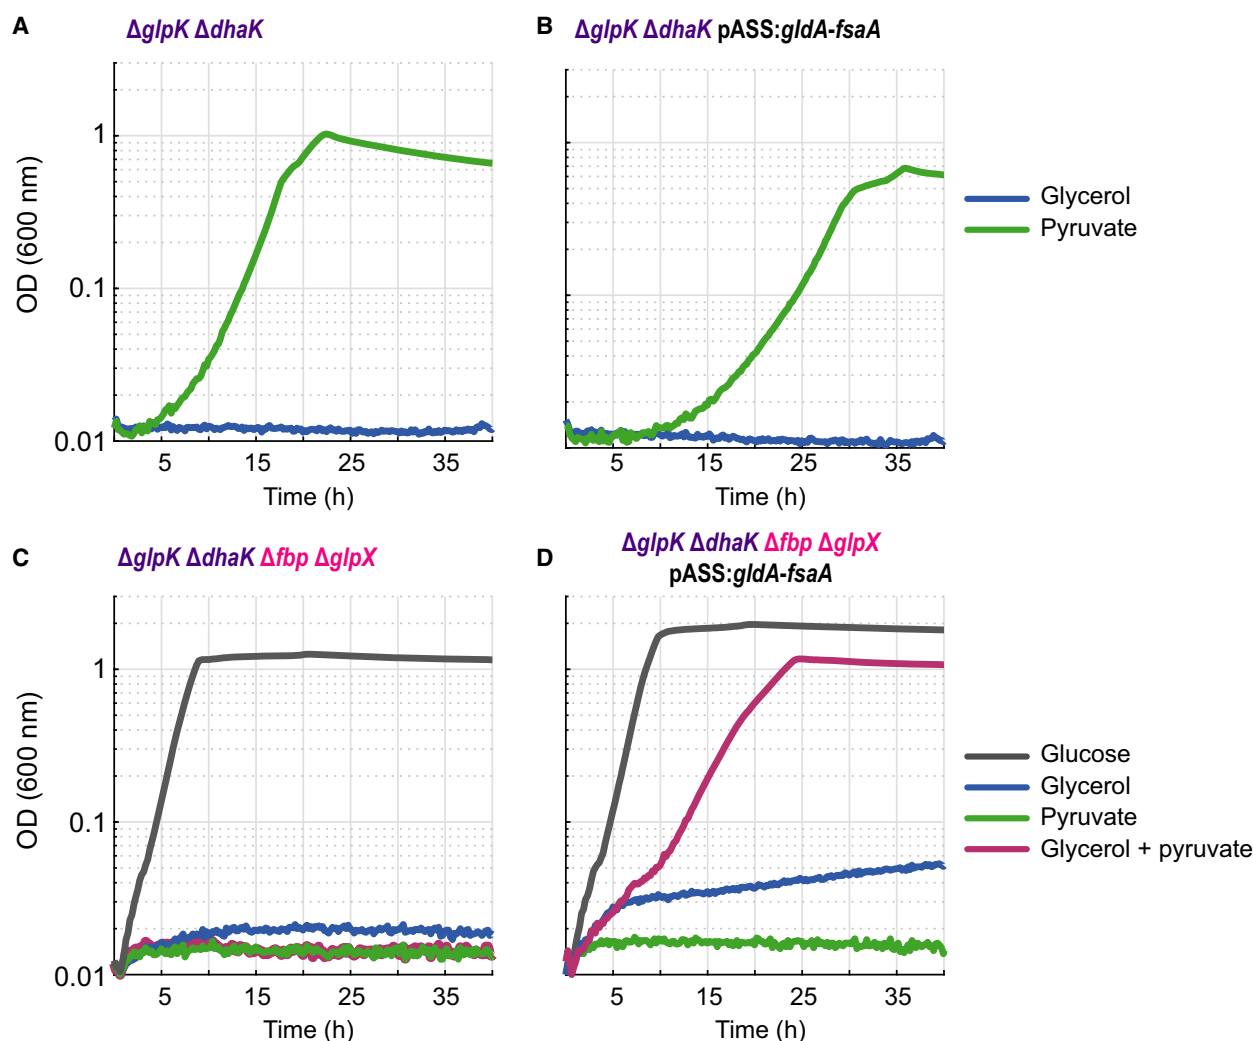 A
ΔglpK ΔdhaK
B
ΔglpK ΔdhaK pASS:gldA-fsaA
OD (600 nm)
1
0.1
0.01
5 15 25 35
Time (h)
5 15 25 35
Time (h)
Glycerol
Pyruvate
C
ΔglpK ΔdhaK Δfbp ΔglpX
D
ΔglpK ΔdhaK Δfbp ΔglpX
pASS:gldA-fsaA
OD (600 nm)
1
0.1
0.01
5 15 25 35
Time (h)
5 15 25 35
Time (h)
Glucose
Glycerol
Pyruvate
Glycerol + pyruvate